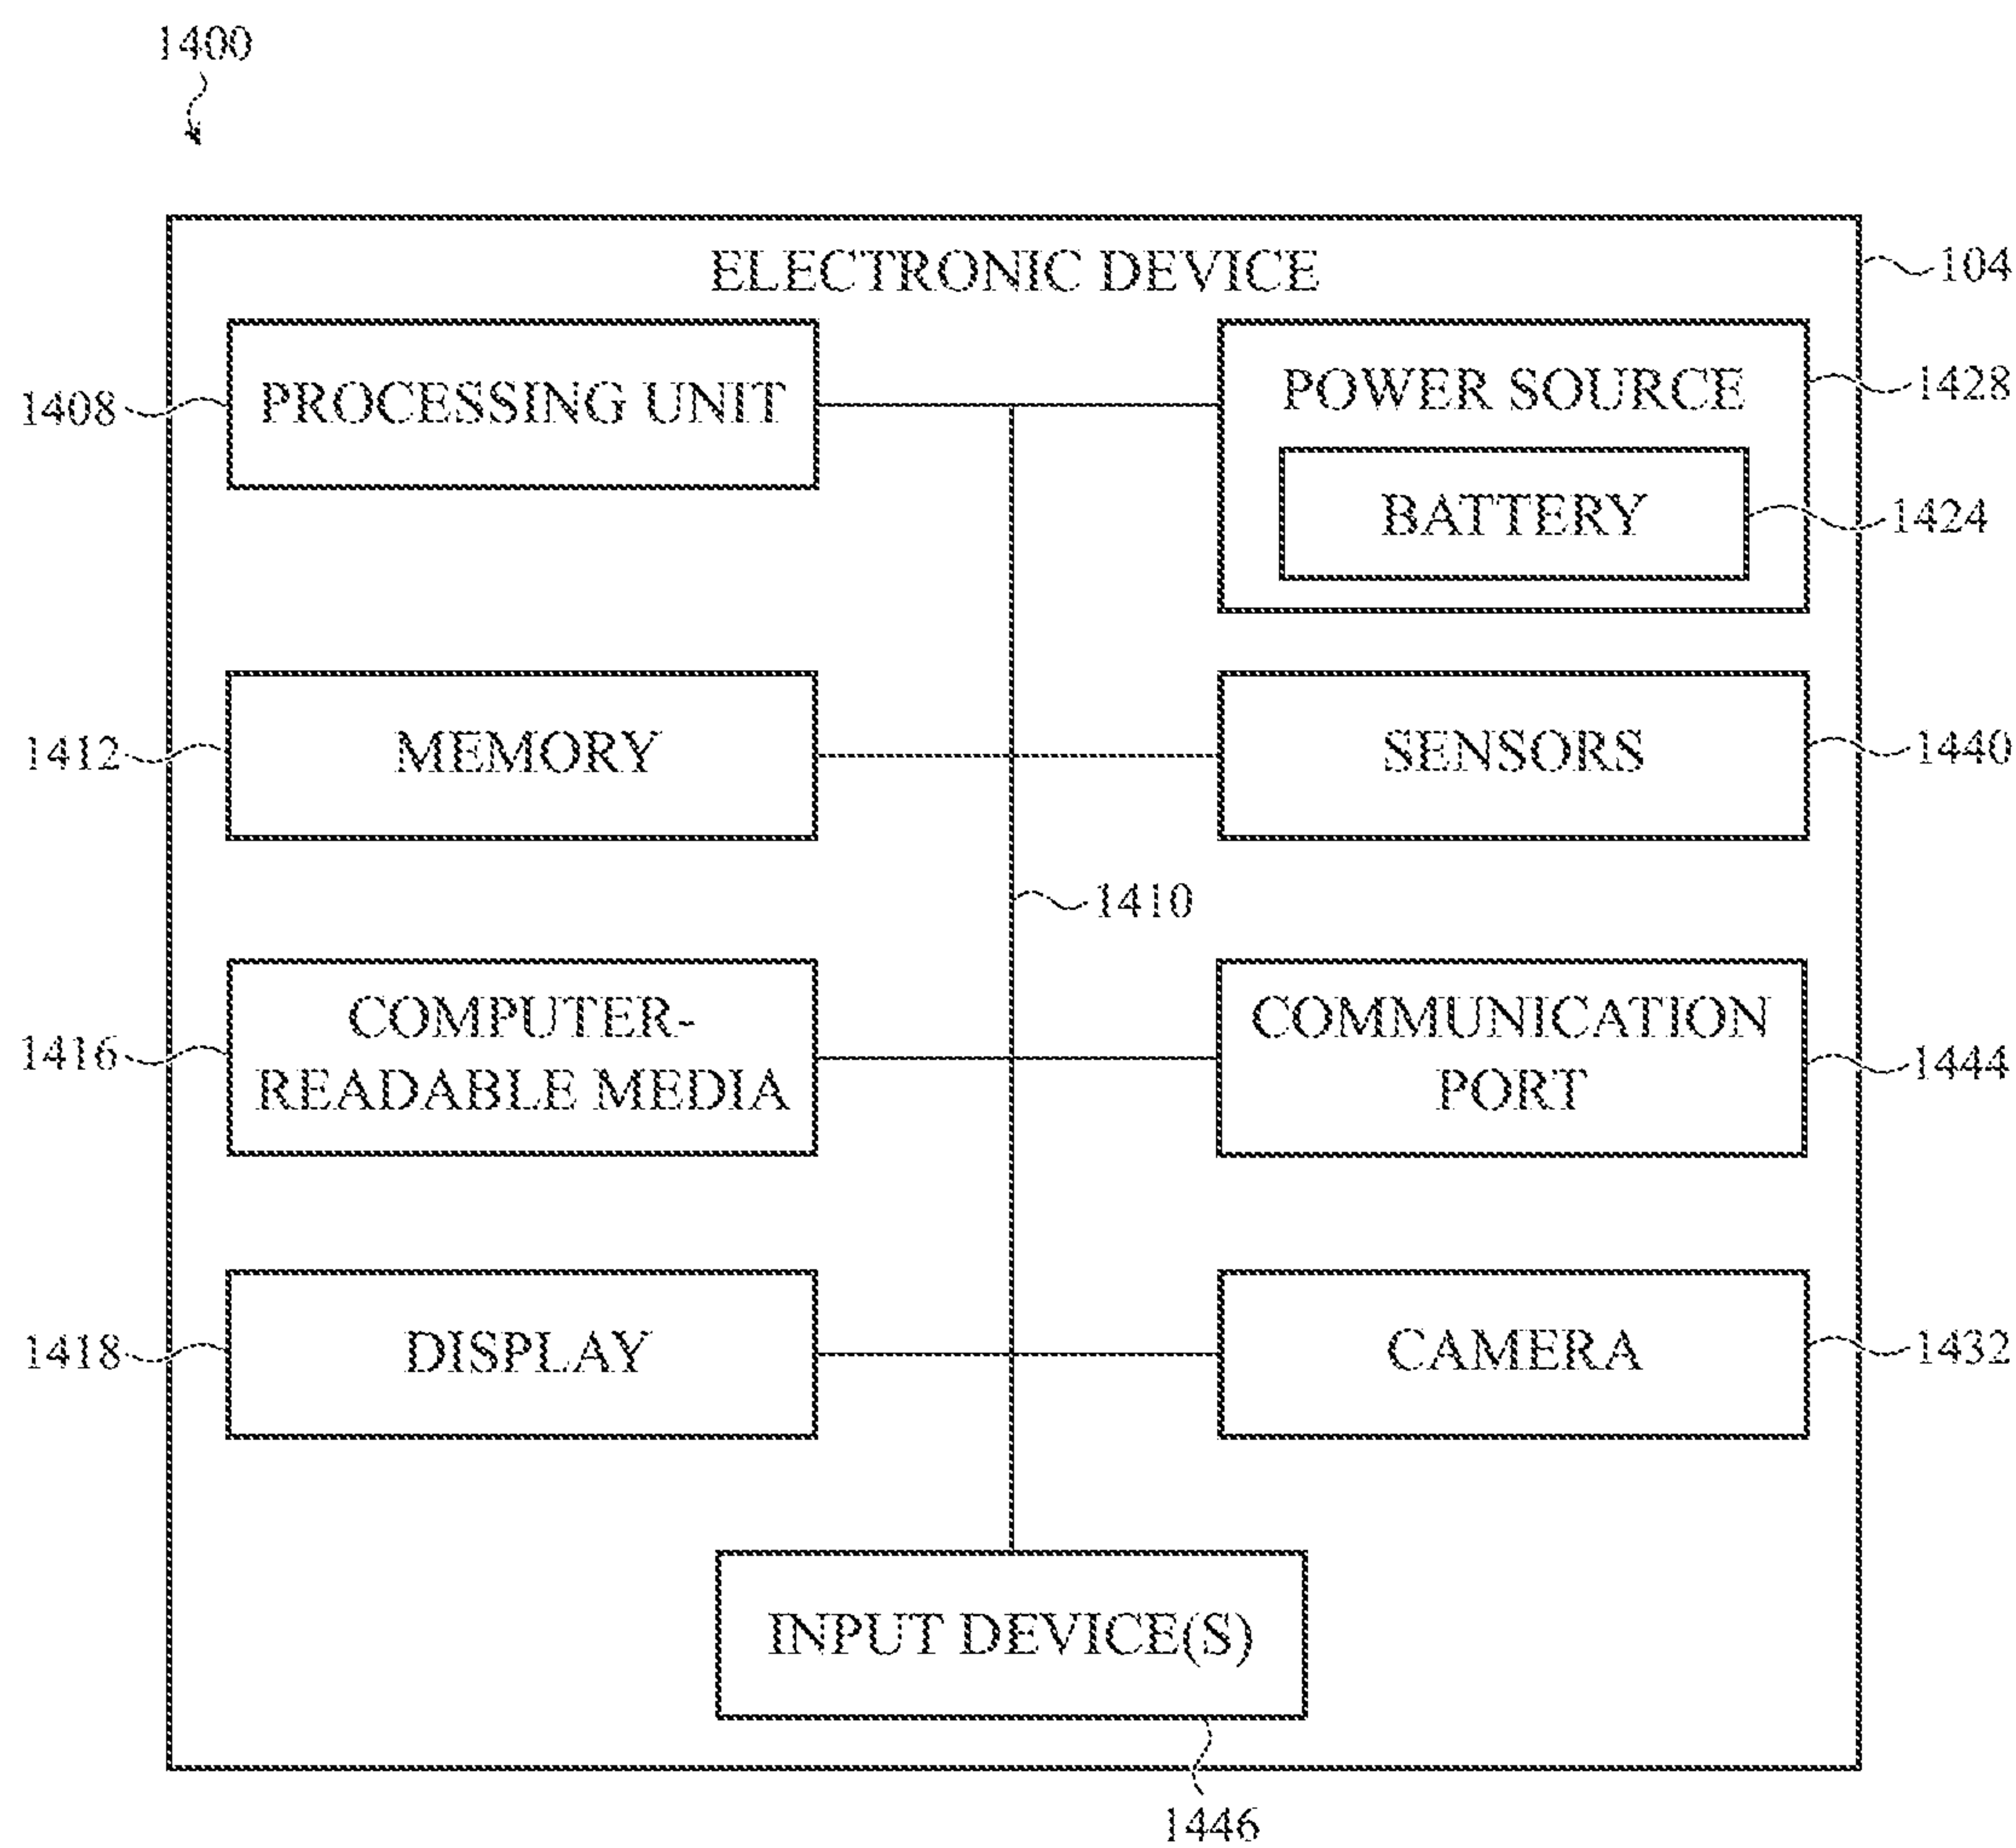 1400
ELECTRONIC DEVICE
104
PROCESSING UNIT
1408
POWER SOURCE
1428
BATTERY
1424
MEMORY
1412
SENSORS
1440
1410
COMPUTER-
READABLE MEDIA
1416
COMMUNICATION
PORT
1444
DISPLAY
1418
CAMERA
1432
INPUT DEVICE(S)
1446